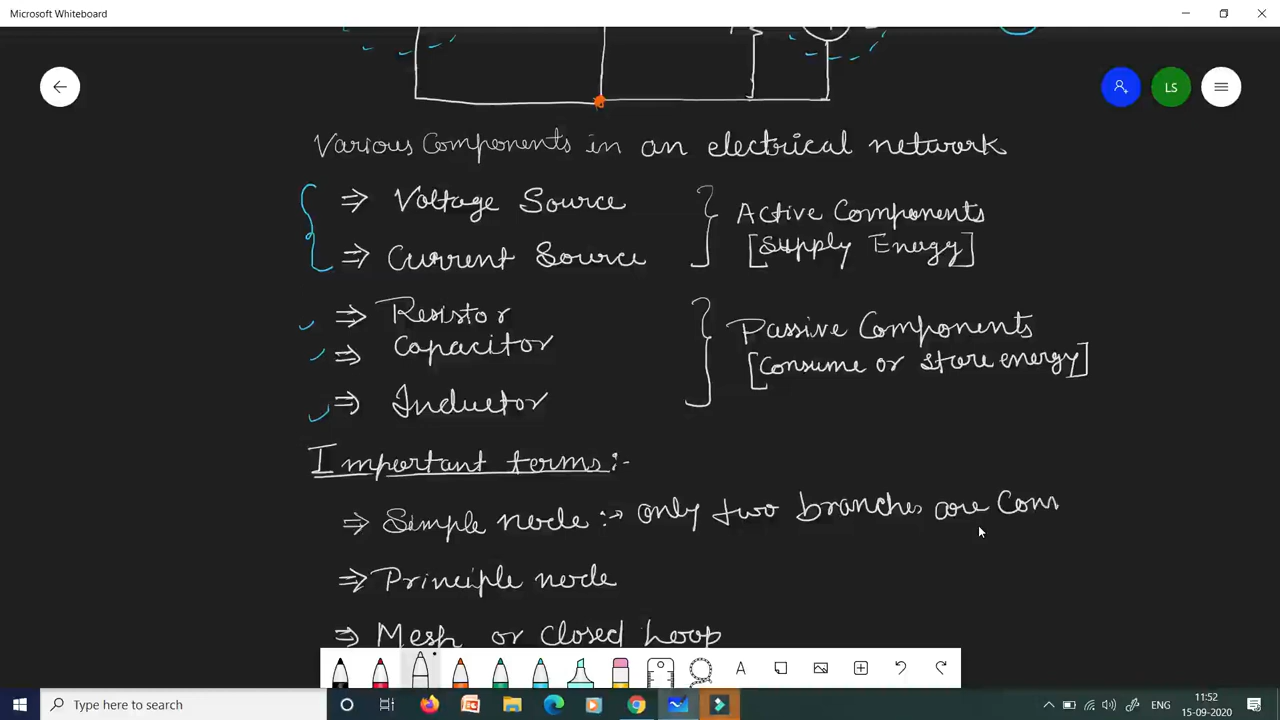 Microsoft Whiteboard
LS
Various Components in an electrical network
⇒ Voltage Source
Active Components
[Supply Energy]
⇒ Current Source
⇒ Resistor
Passive Components
⇒ Capacitor
[Consume or store energy]
⇒ Inductor
Important terms :-
⇒ Simple node :→ only two branches are Conn
⇒ Principle node
⇒ Mesh or closed Loop
Type here to search
ENG
11:52
15-09-2020